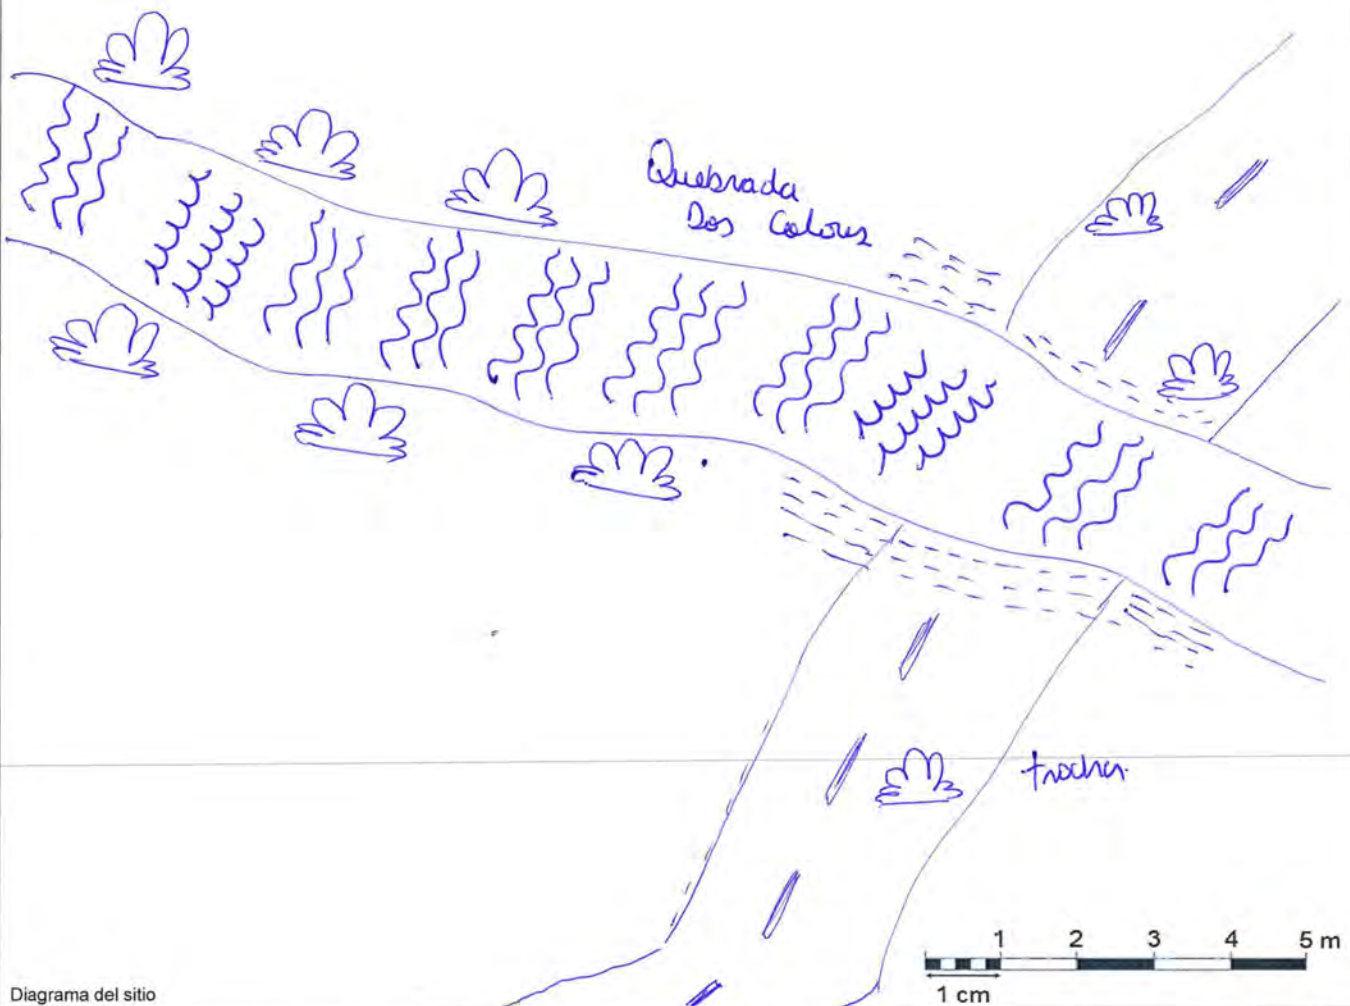 Quebrada
Dos Colores
trocha.
1 2 3 4 5 m
1 cm
Diagrama del sitio